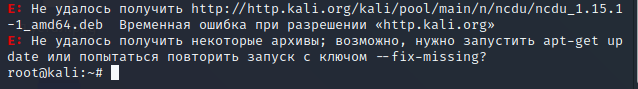 E: Не удалось получить http://http.kali.org/kali/pool/main/n/ncdu/ncdu_1.15.1
-1_amd64.deb  Временная ошибка при разрешении «http.kali.org»
E: Не удалось получить некоторые архивы; возможно, нужно запустить apt-get up
date или попытаться повторить запуск с ключом --fix-missing?
root@kali:~#